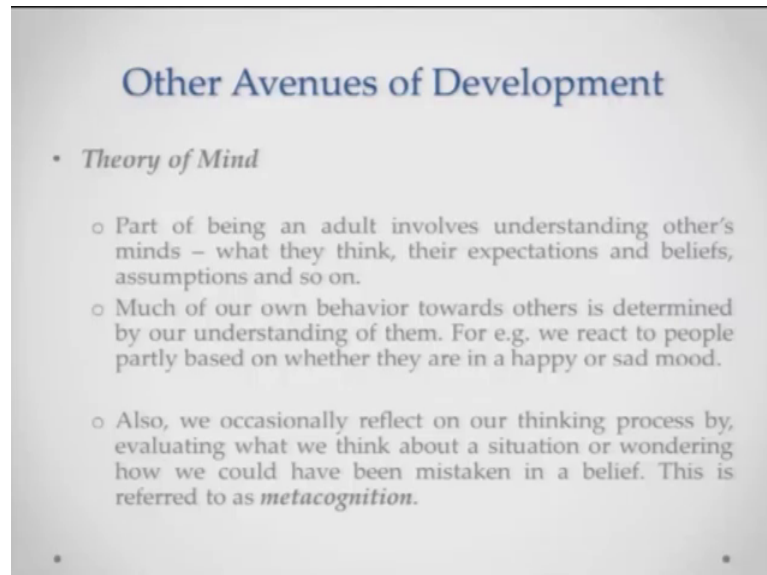 Other Avenues of Development
• Theory of Mind
o Part of being an adult involves understanding other's
minds – what they think, their expectations and beliefs,
assumptions and so on.
o Much of our own behavior towards others is determined
by our understanding of them. For e.g. we react to people
partly based on whether they are in a happy or sad mood.
o Also, we occasionally reflect on our thinking process by,
evaluating what we think about a situation or wondering
how we could have been mistaken in a belief. This is
referred to as metacognition.